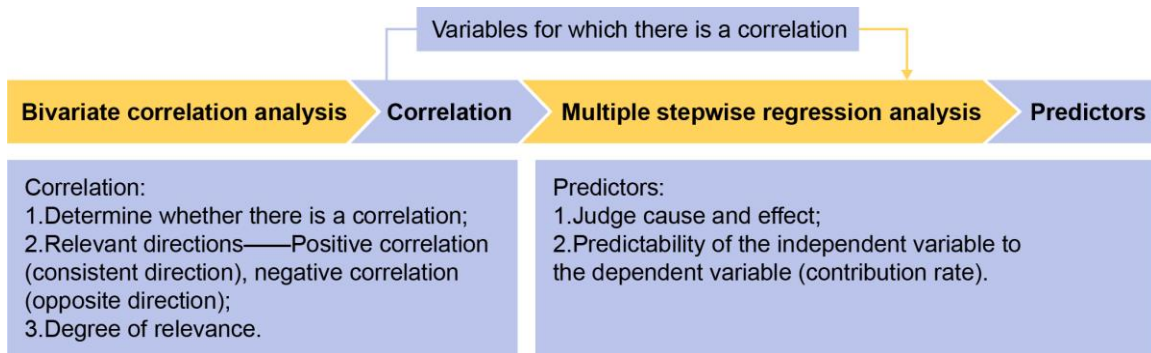 Variables for which there is a correlation
Bivariate correlation analysis
Correlation
Multiple stepwise regression analysis
Predictors
Correlation:
1.Determine whether there is a correlation;
2.Relevant directions——Positive correlation
(consistent direction), negative correlation
(opposite direction);
3.Degree of relevance.
Predictors:
1.Judge cause and effect;
2.Predictability of the independent variable to
the dependent variable (contribution rate).